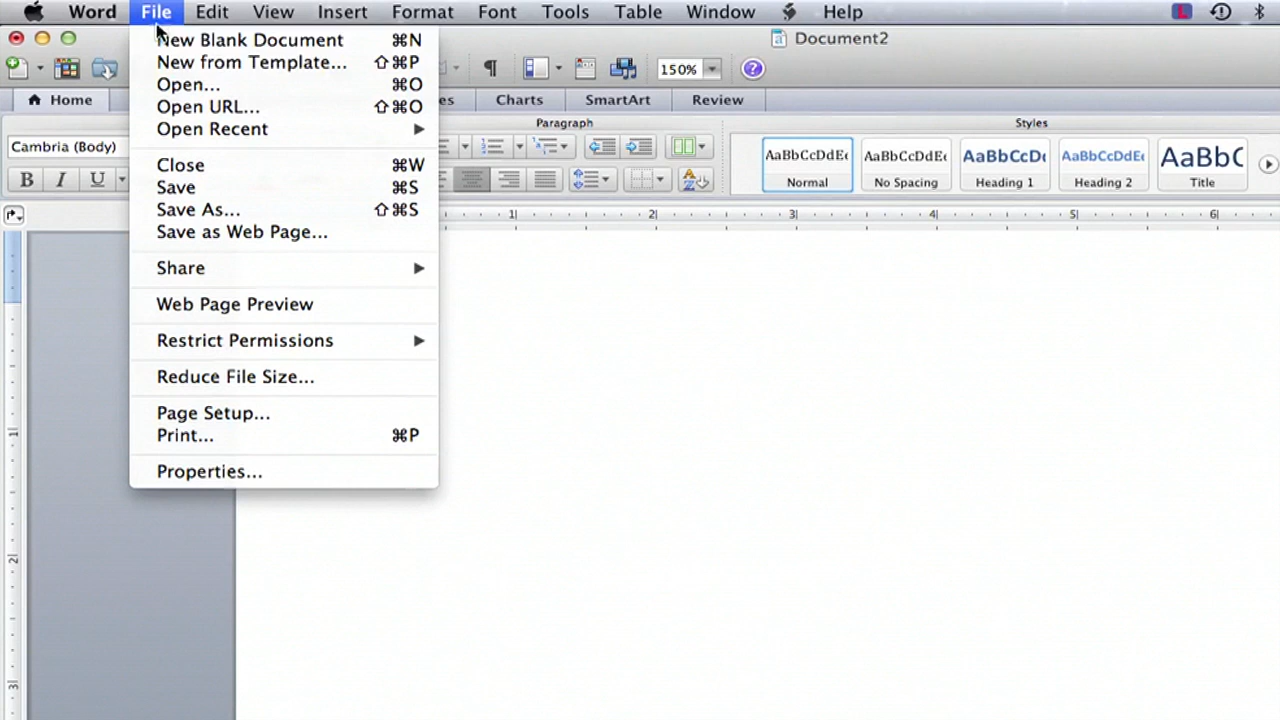 Word File Edit View Insert Format Font Tools Table Window Help
Document2
New Blank Document ⌘N
New from Template... ⇧⌘P
Open... ⌘O
Open URL... ⇧⌘O
Open Recent ▶
Close ⌘W
Save ⌘S
Save As... ⇧⌘S
Save as Web Page...
Share ▶
Web Page Preview
Restrict Permissions ▶
Reduce File Size...
Page Setup...
Print... ⌘P
Properties...
¶ 150% ?
Home es Charts SmartArt Review
Paragraph Styles
Cambria (Body)
B I U
AaBbCcDdEe AaBbCcDdEe AaBbCcDc AaBbCcDdEe AaBbC
Normal No Spacing Heading 1 Heading 2 Title
1 2 3 4 5 6
1
2
3